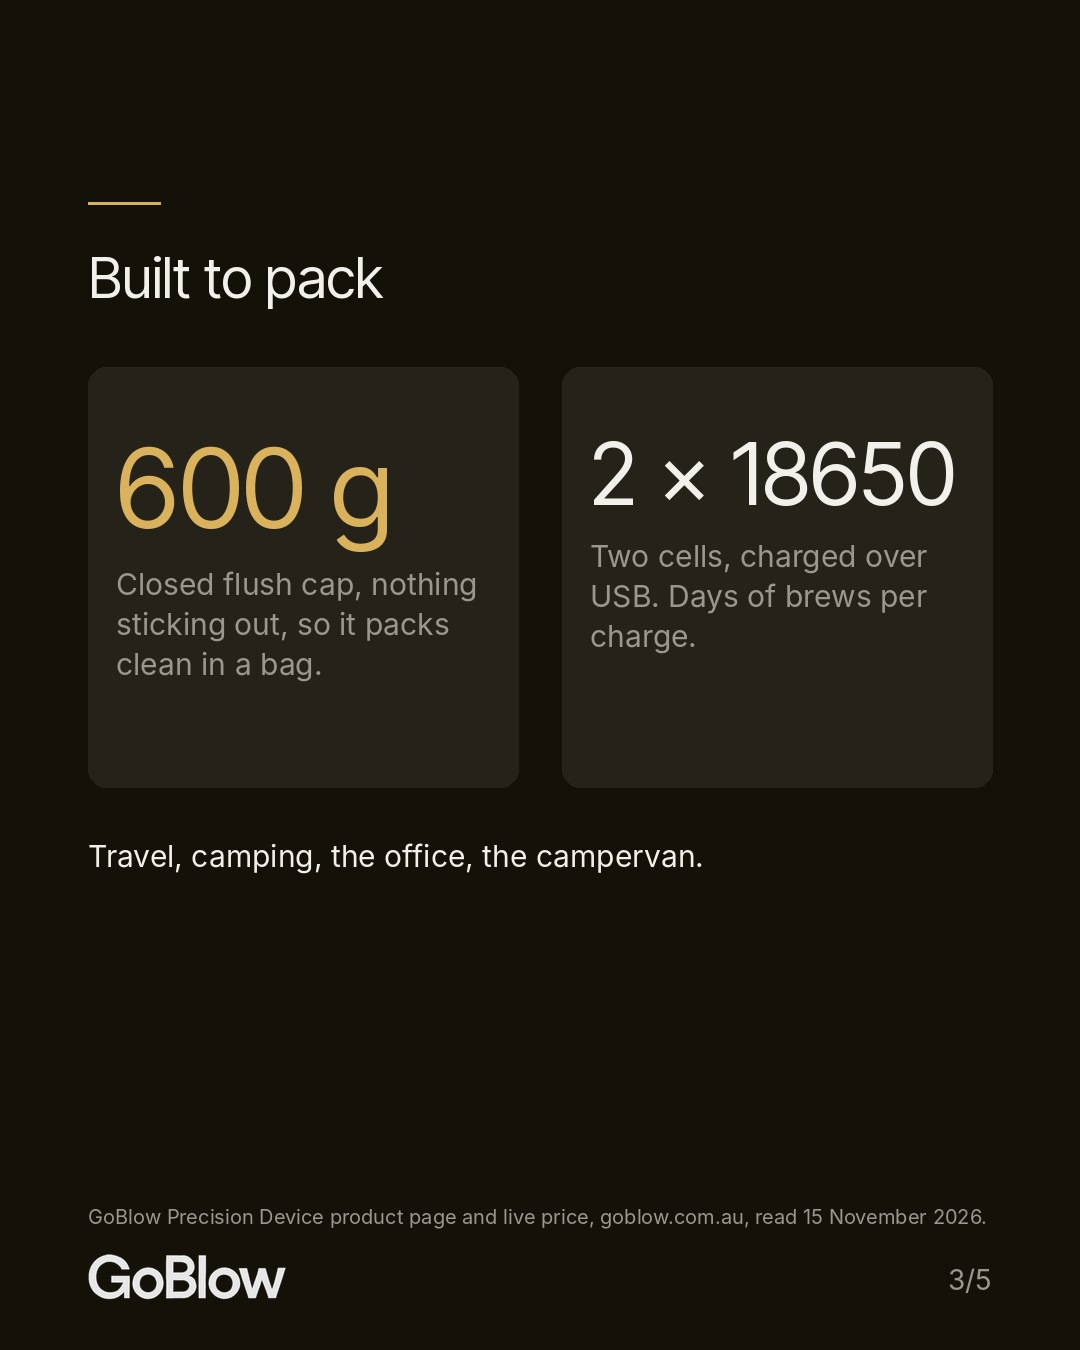 Built to pack
600 g
Closed flush cap, nothing
sticking out, so it packs
clean in a bag.
2 × 18650
Two cells, charged over
USB. Days of brews per
charge.
Travel, camping, the office, the campervan.
GoBlow Precision Device product page and live price, goblow.com.au, read 15 November 2026.
GoBlow
3/5